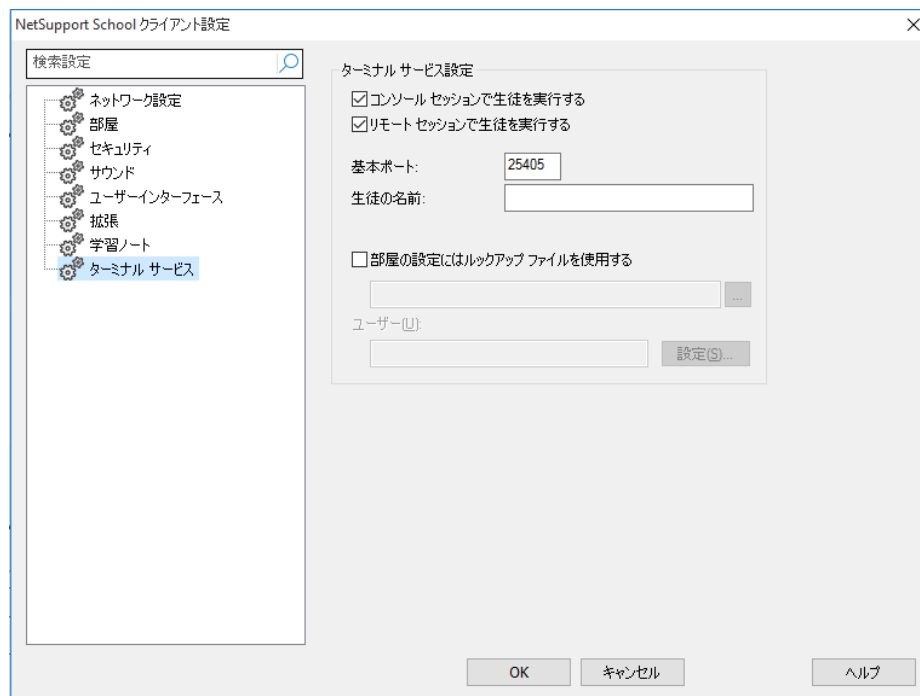 NetSupport School クライアント設定
検索設定
ネットワーク設定
部屋
セキュリティ
サウンド
ユーザーインターフェース
拡張
学習ノート
ターミナル サービス
ターミナル サービス設定
コンソール セッションで生徒を実行する
リモート セッションで生徒を実行する
基本ポート: 25405
生徒の名前:
部屋の設定にはルックアップ ファイルを使用する
...
ユーザー(U):
設定(S)...
OK
キャンセル
ヘルプ